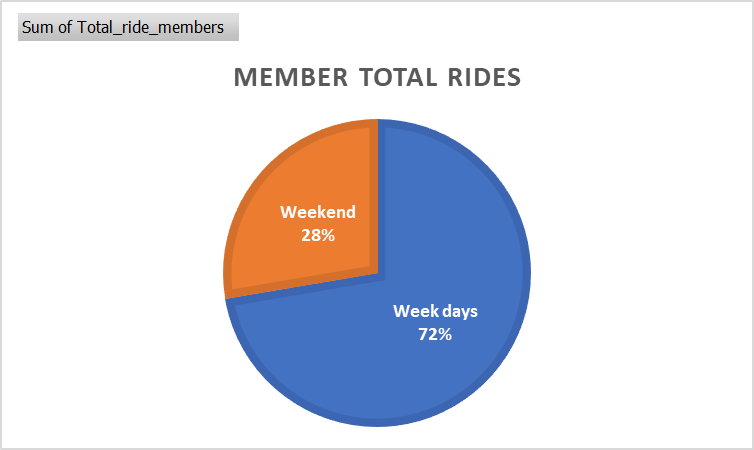 Sum of Total_ride_members
MEMBER TOTAL RIDES
Weekend
28%
Week days
72%